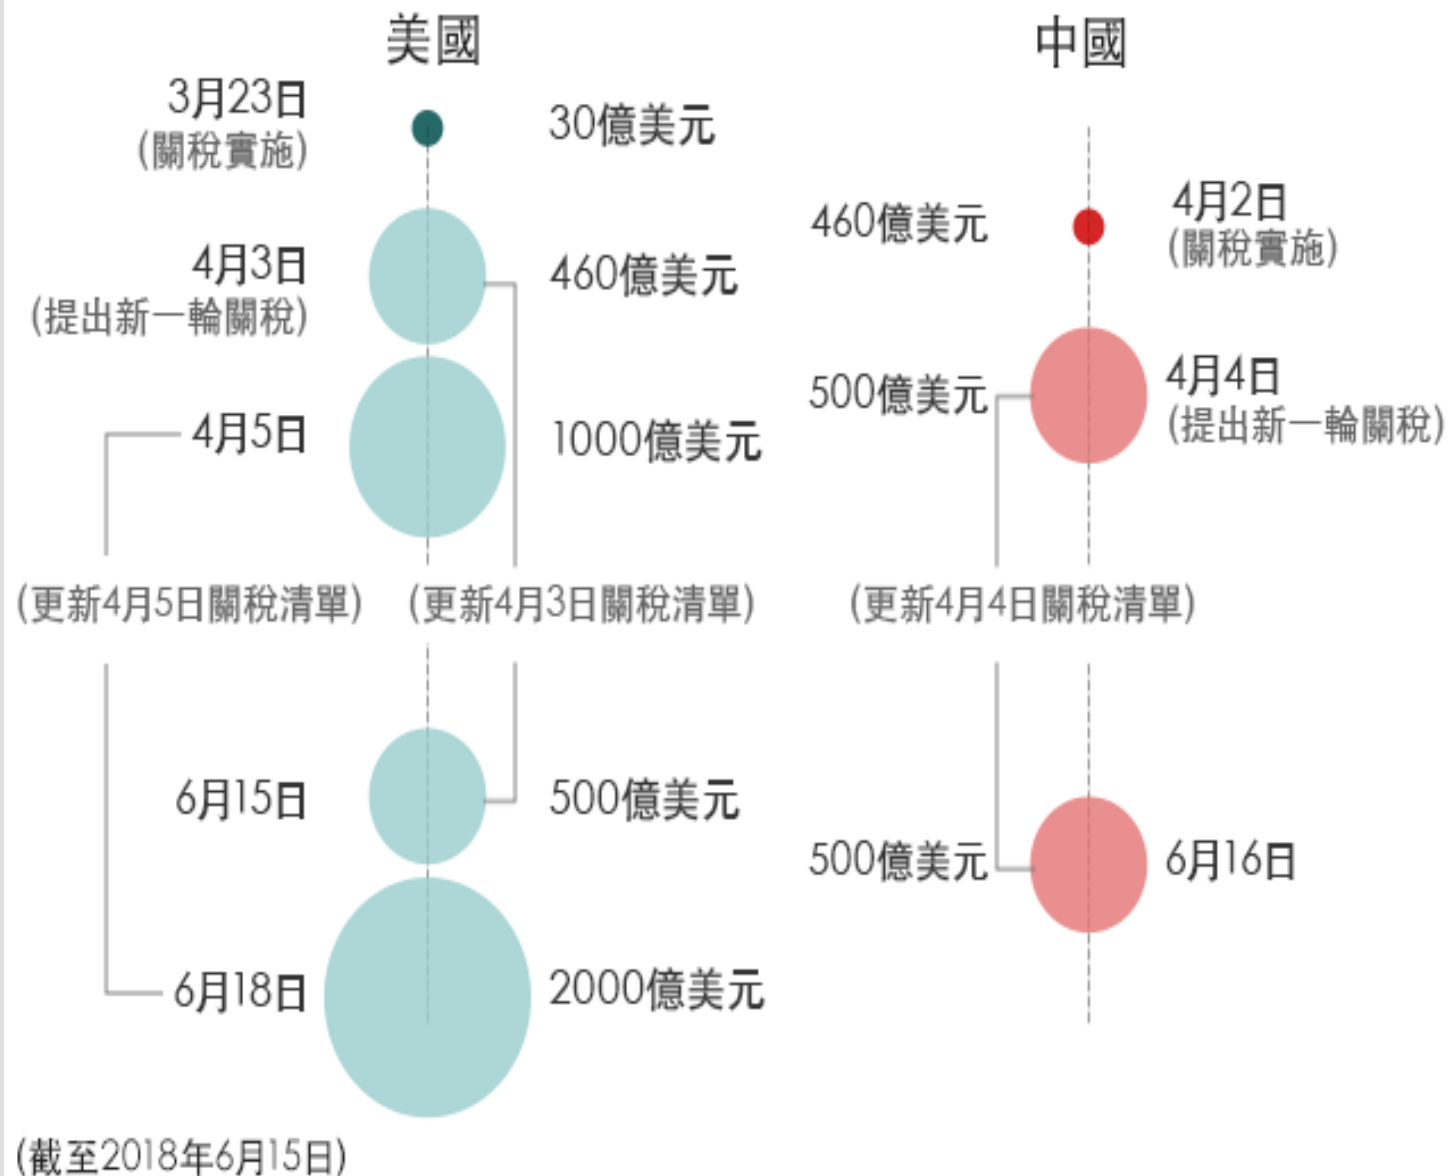 美國
中國
3月23日
(關稅實施)
30億美元
460億美元
4月2日
(關稅實施)
4月3日
(提出新一輪關稅)
460億美元
500億美元
4月4日
(提出新一輪關稅)
4月5日
1000億美元
(更新4月5日關稅清單)
(更新4月3日關稅清單)
(更新4月4日關稅清單)
6月15日
500億美元
500億美元
6月16日
6月18日
2000億美元
(截至2018年6月15日)